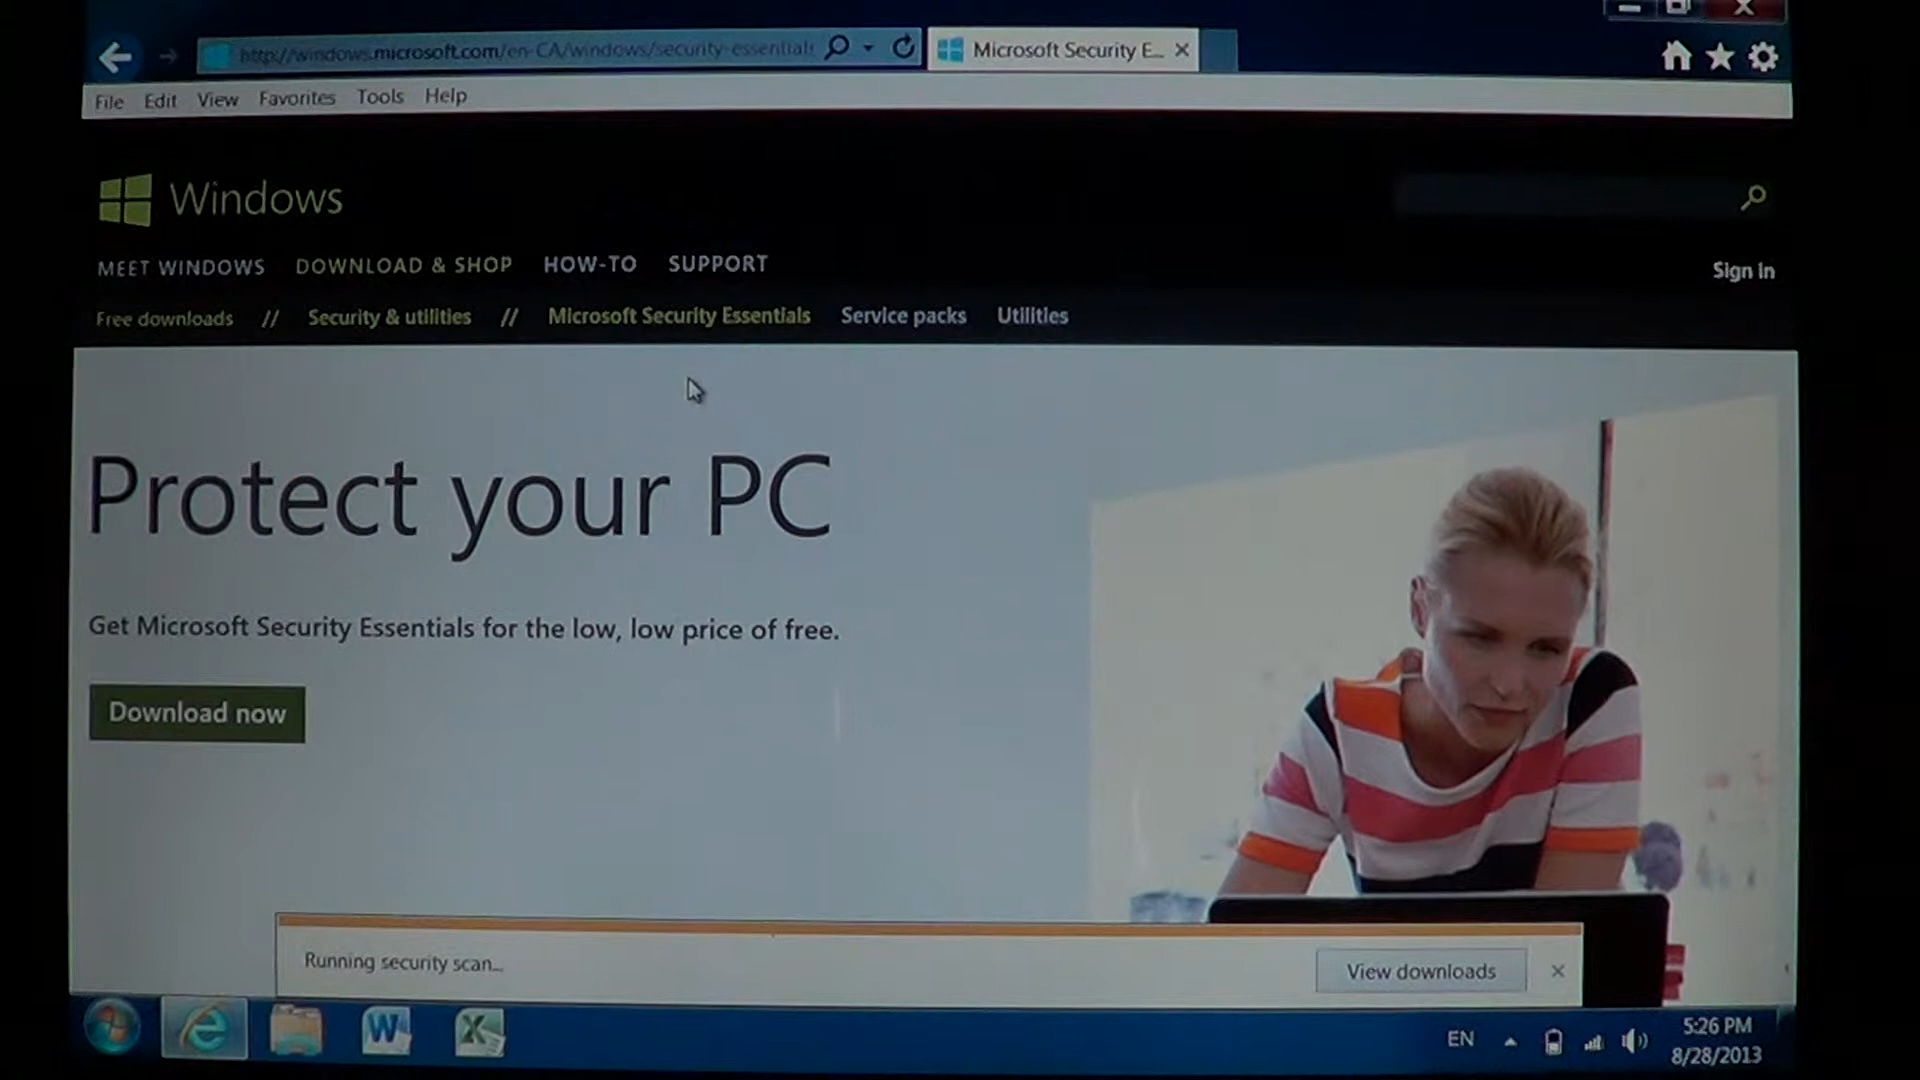 http://windows.microsoft.com/en-CA/windows/security-essentials
Microsoft Security E...
File Edit View Favorites Tools Help
Windows
MEET WINDOWS DOWNLOAD & SHOP HOW-TO SUPPORT
Sign in
Free downloads // Security & utilities // Microsoft Security Essentials Service packs Utilities
Protect your PC
Get Microsoft Security Essentials for the low, low price of free.
Download now
Running security scan...
View downloads
EN
5:26 PM
8/28/2013